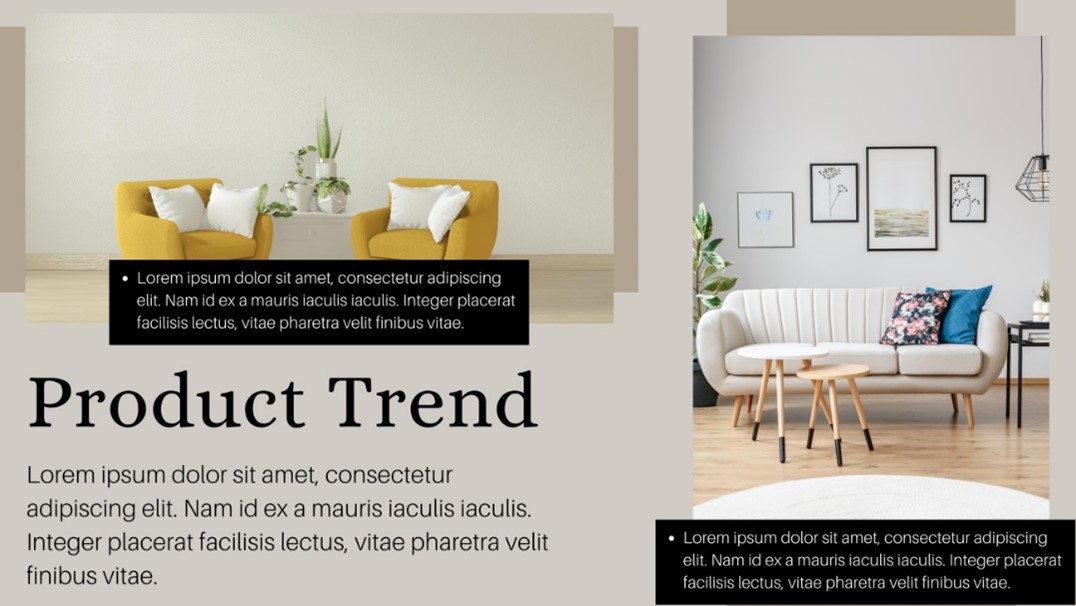 • Lorem ipsum dolor sit amet, consectetur adipiscing
elit. Nam id ex a mauris iaculis iaculis. Integer placerat
facilisis lectus, vitae pharetra velit finibus vitae.
Product Trend
Lorem ipsum dolor sit amet, consectetur
adipiscing elit. Nam id ex a mauris iaculis iaculis.
Integer placerat facilisis lectus, vitae pharetra velit
finibus vitae.
• Lorem ipsum dolor sit amet, consectetur adipiscing
elit. Nam id ex a mauris iaculis iaculis. Integer placerat
facilisis lectus, vitae pharetra velit finibus vitae.